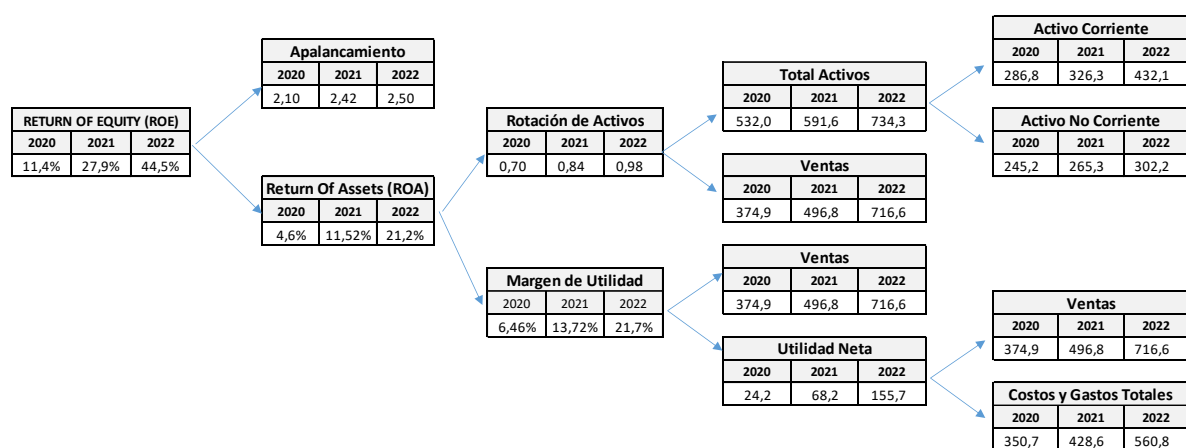 RETURN OF EQUITY (ROE)
2020 2021 2022
11,4% 27,9% 44,5%
Apalancamiento
2020 2021 2022
2,10 2,42 2,50
Return Of Assets (ROA)
2020 2021 2022
4,6% 11,52% 21,2%
Rotación de Activos
2020 2021 2022
0,70 0,84 0,98
Margen de Utilidad
2020 2021 2022
6,46% 13,72% 21,7%
Total Activos
2020 2021 2022
532,0 591,6 734,3
Ventas
2020 2021 2022
374,9 496,8 716,6
Ventas
2020 2021 2022
374,9 496,8 716,6
Utilidad Neta
2020 2021 2022
24,2 68,2 155,7
Activo Corriente
2020 2021 2022
286,8 326,3 432,1
Activo No Corriente
2020 2021 2022
245,2 265,3 302,2
Ventas
2020 2021 2022
374,9 496,8 716,6
Costos y Gastos Totales
2020 2021 2022
350,7 428,6 560,8